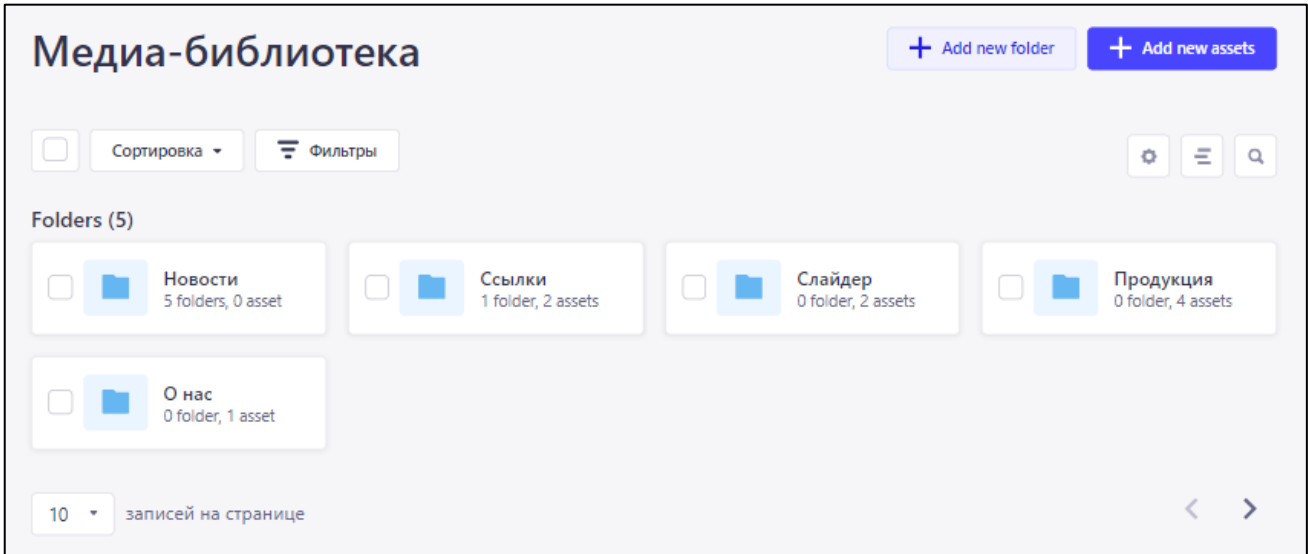 Медиа-библиотека
Add new folder
Add new assets
Сортировка
Фильтры
Folders (5)
Новости
5 folders, 0 asset
Ссылки
1 folder, 2 assets
Слайдер
0 folder, 2 assets
Продукция
0 folder, 4 assets
О нас
0 folder, 1 asset
10 записей на странице